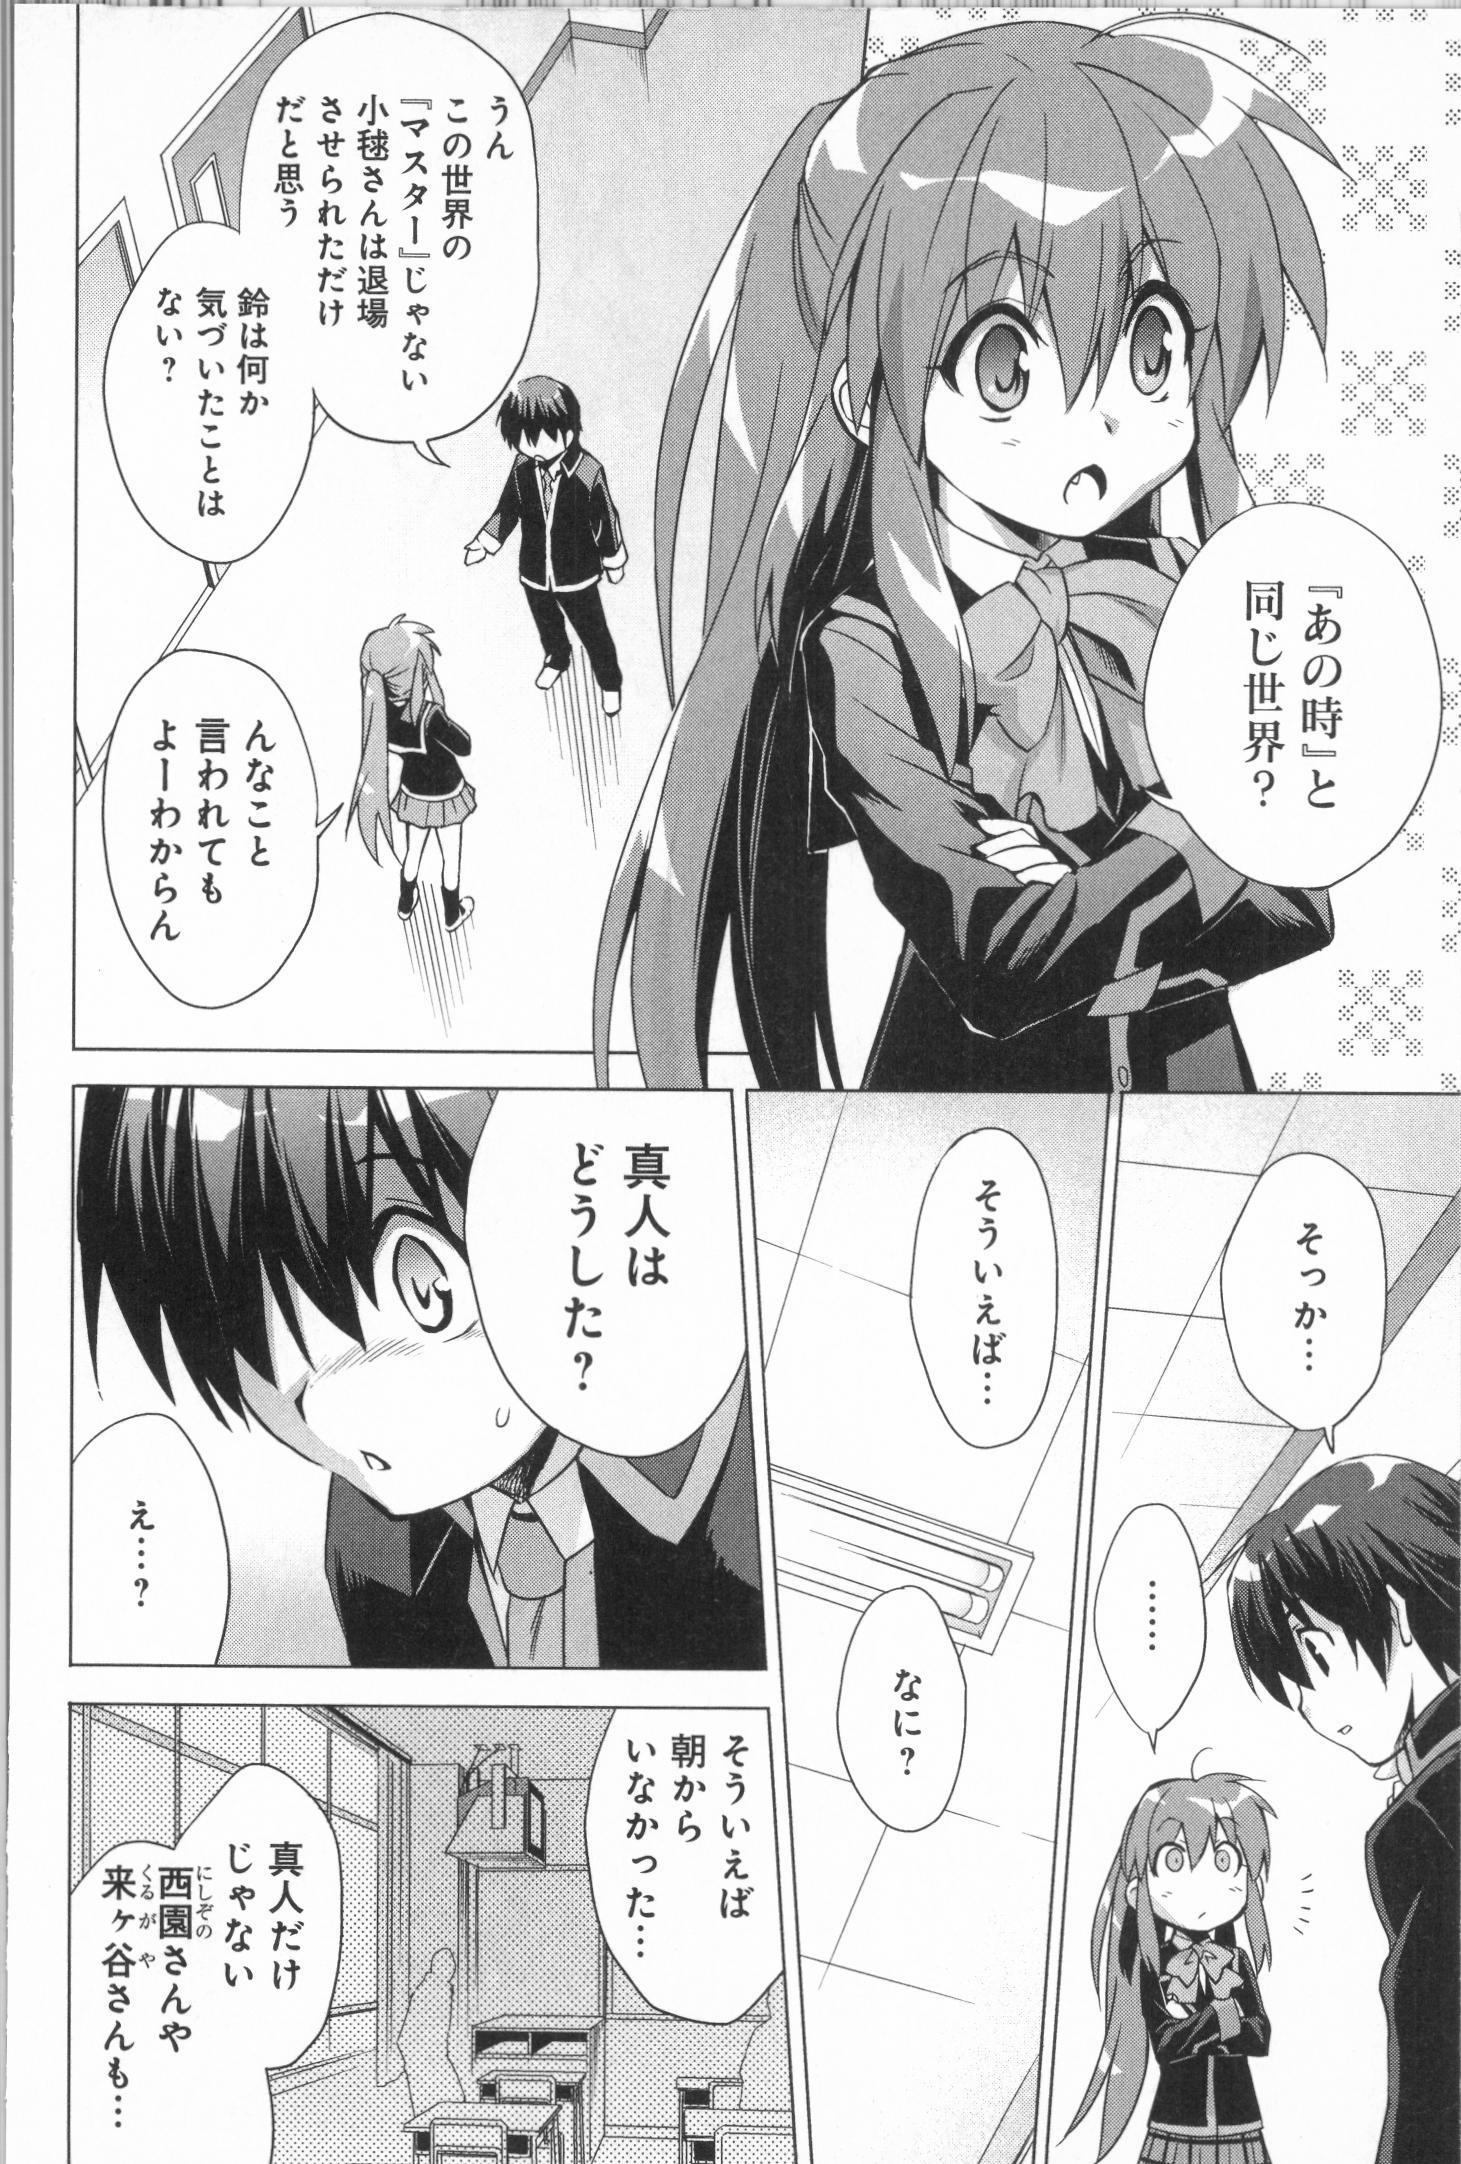 『あの時』と
同じ世界？
うん
この世界の
『マスター』じゃない
小毬さんは退場
させられただけ
だと思う
鈴は何か
気づいたことは
ない？
んなこと
言われても
よーわからん
そっか…
……
そういえば…
なに？
真人は
どうした？
え…？
そういえば
朝から
いなかった…
真人だけ
じゃない
西園さんや
にしぞの
来ヶ谷さんも…
くるがや